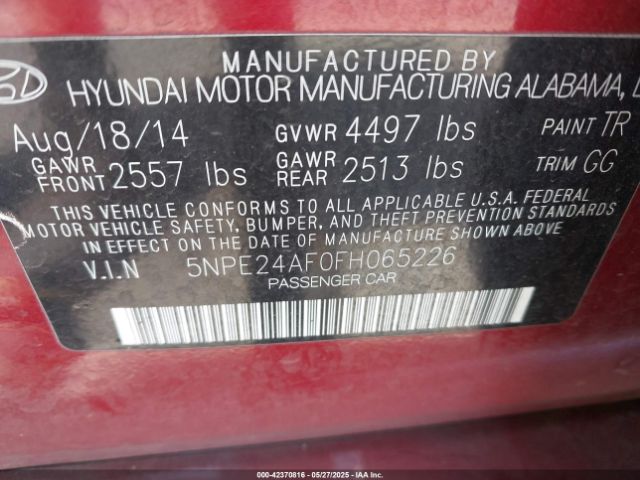 MANUFACTURED BY
HYUNDAI MOTOR MANUFACTURING ALABAMA,
Aug/18/14 GVWR 4497 lbs PAINT TR
GAWR FRONT 2557 lbs GAWR REAR 2513 lbs TRIM GG
THIS VEHICLE CONFORMS TO ALL APPLICABLE U.S.A. FEDERAL
MOTOR VEHICLE SAFETY, BUMPER, AND THEFT PREVENTION STANDARDS
IN EFFECT ON THE DATE OF MANUFACTURE SHOWN ABOVE
V.I.N 5NPE24AF0FH065226
PASSENGER CAR
000-42370816 | 05/27/2025 | IAA, Inc.